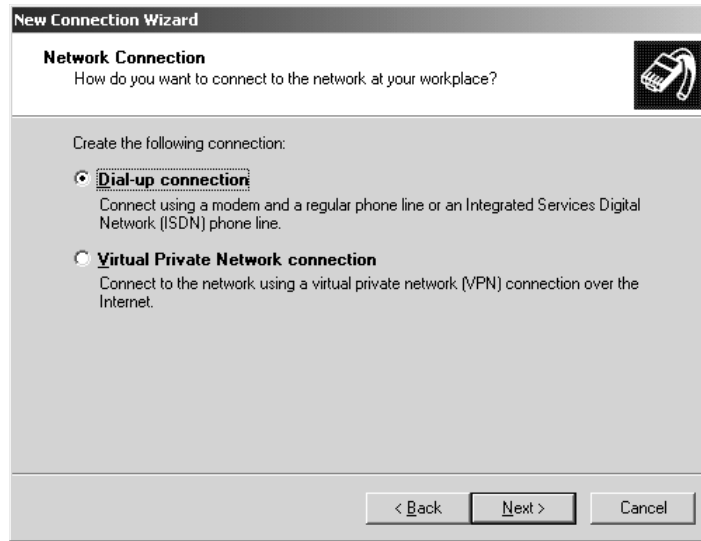 New Connection Wizard
Network Connection
How do you want to connect to the network at your workplace?
Create the following connection:
Dial-up connection
Connect using a modem and a regular phone line or an Integrated Services Digital
Network (ISDN) phone line.
Virtual Private Network connection
Connect to the network using a virtual private network (VPN) connection over the
Internet.
< Back
Next >
Cancel